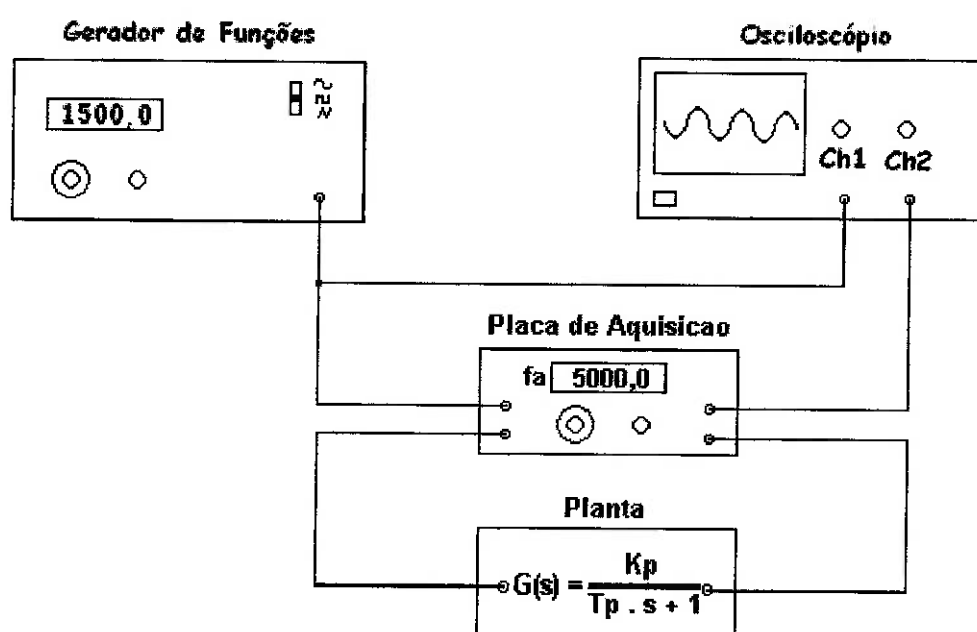 Gerador de Funções
Osciloscópio
1500,0
Ch1 Ch2
Placa de Aquisicao
fa 5000,0
Planta
G(s) = Kp
Tp . s + 1